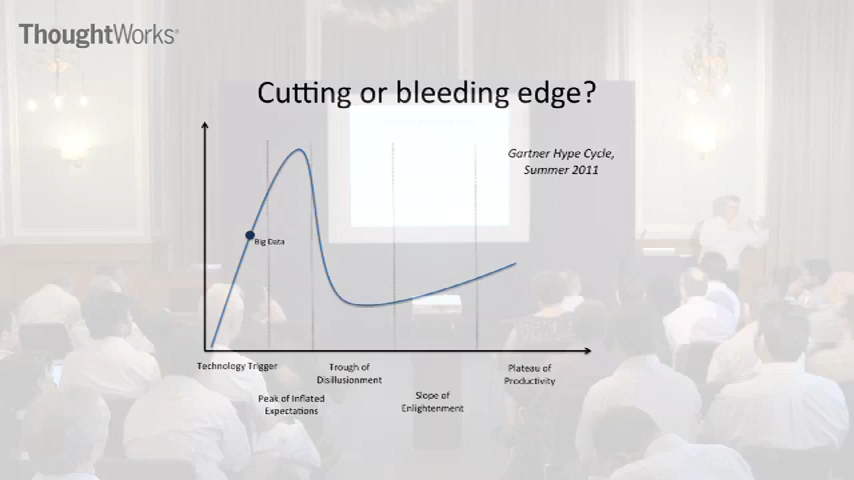 ThoughtWorks®
Cutting or bleeding edge?
Gartner Hype Cycle,
Summer 2011
Big Data
Technology Trigger
Peak of Inflated
Expectations
Trough of
Disillusionment
Slope of
Enlightenment
Plateau of
Productivity